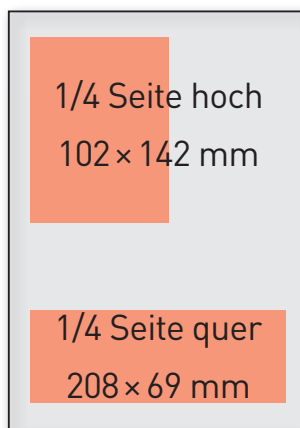 1/4 Seite hoch
102 × 142 mm
1/4 Seite quer
208 × 69 mm